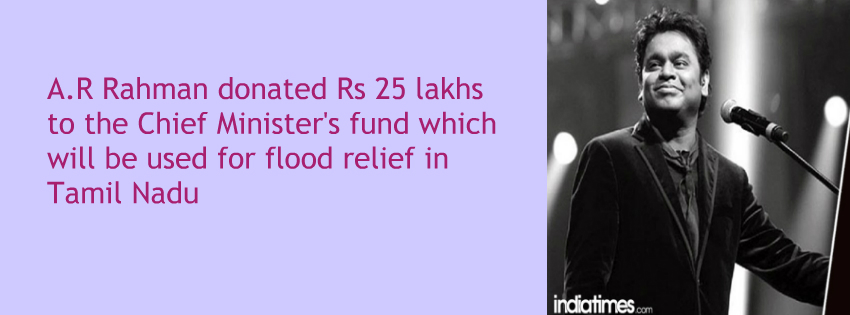 A.R Rahman donated Rs 25 lakhs
to the Chief Minister's fund which
will be used for flood relief in
Tamil Nadu
indiatimes.com